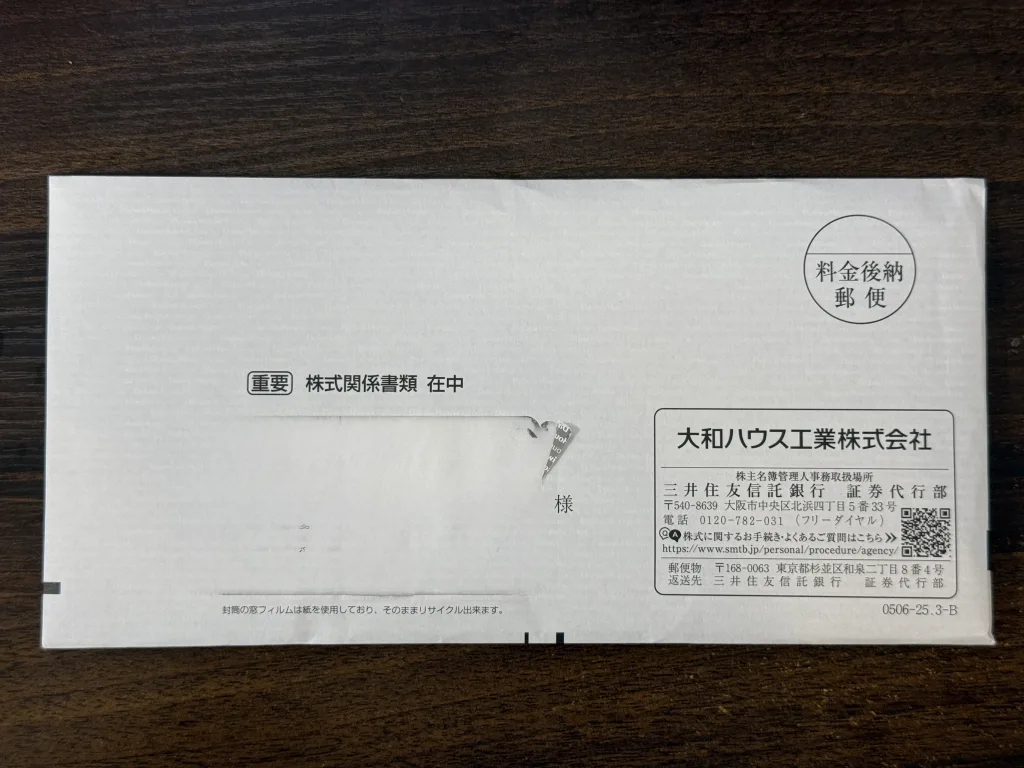 料金後納
郵便
重要 株式関係書類 在中
様
大和ハウス工業株式会社
株主名簿管理人事務取扱場所
三井住友信託銀行 証券代行部
〒540-8639 大阪市中央区北浜四丁目5番33号
電話 0120-782-031 (フリーダイヤル)
QA 株式に関するお手続き・よくあるご質問はこちら
https://www.smtb.jp/personal/procedure/agency/
郵便物 〒168-0063 東京都杉並区和泉二丁目8番4号
返送先 三井住友信託銀行 証券代行部
封筒の窓フィルムは紙を使用しており、そのままリサイクル出来ます。
0506-25.3-B